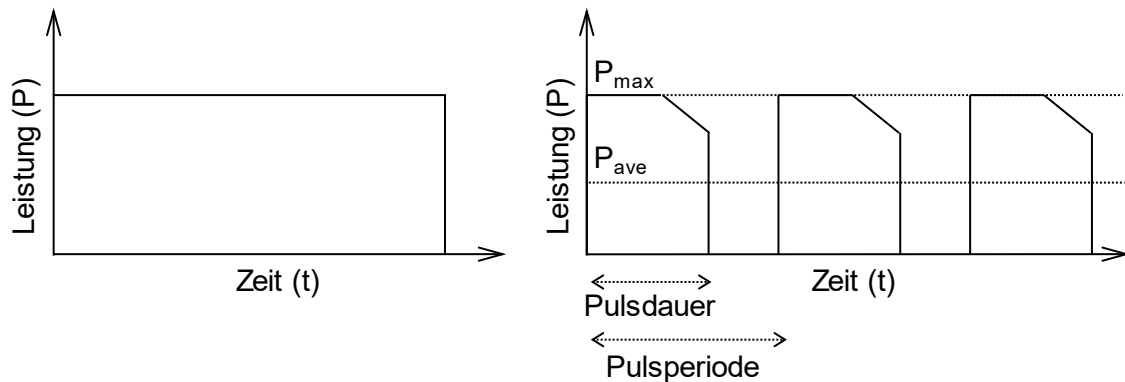 Leistung (P)
Zeit (t)
Leistung (P)
Pmax
Pave
Zeit (t)
Pulsdauer
Pulsperiode